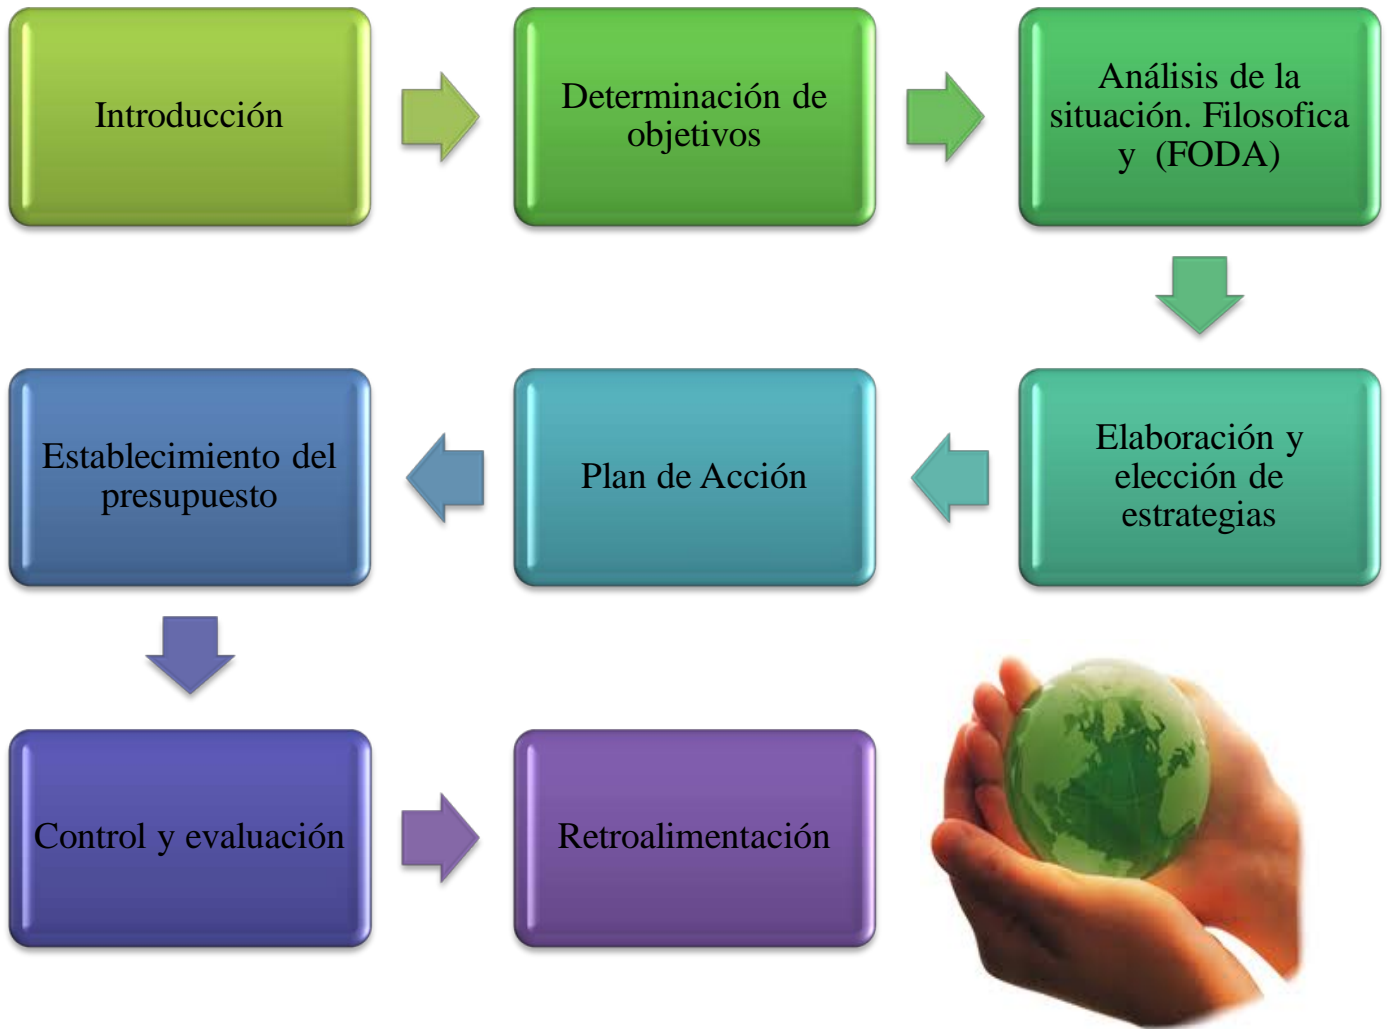 Introducción
Determinación de
objetivos
Análisis de la
situación. Filosofica
y (FODA)
Elaboración y
elección de
estrategias
Plan de Acción
Establecimiento del
presupuesto
Control y evaluación
Retroalimentación